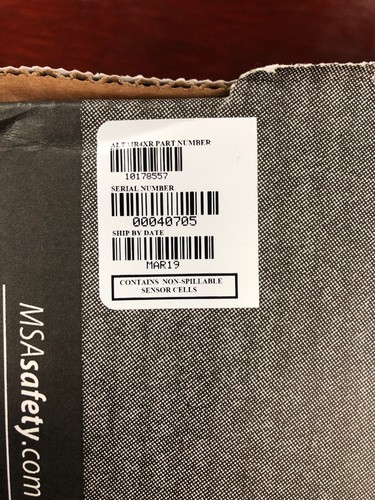 ALTAIR4XR PART NUMBER
10178557
SERIAL NUMBER
00040705
SHIP BY DATE
MAR19
CONTAINS NON-SPILLABLE
SENSOR CELLS
MSAsafety.com